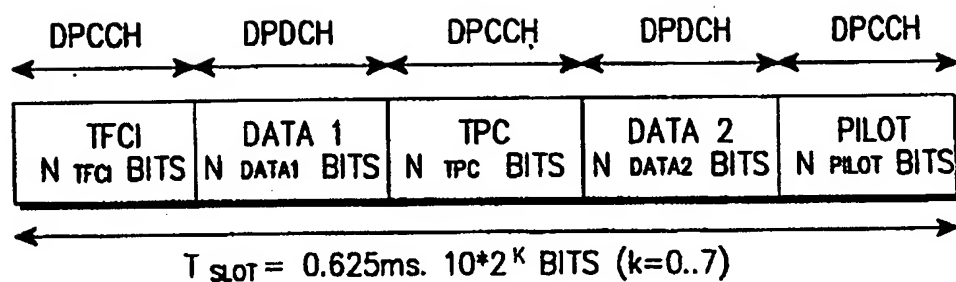 DPCCH DPDCH DPCCH DPDCH DPCCH
TFCI DATA 1 TPC DATA 2 PILOT
N TFCI BITS N DATA1 BITS N TPC BITS N DATA2 BITS N PILOT BITS
T SLOT = 0.625ms. 10*2 K BITS (k=0..7)